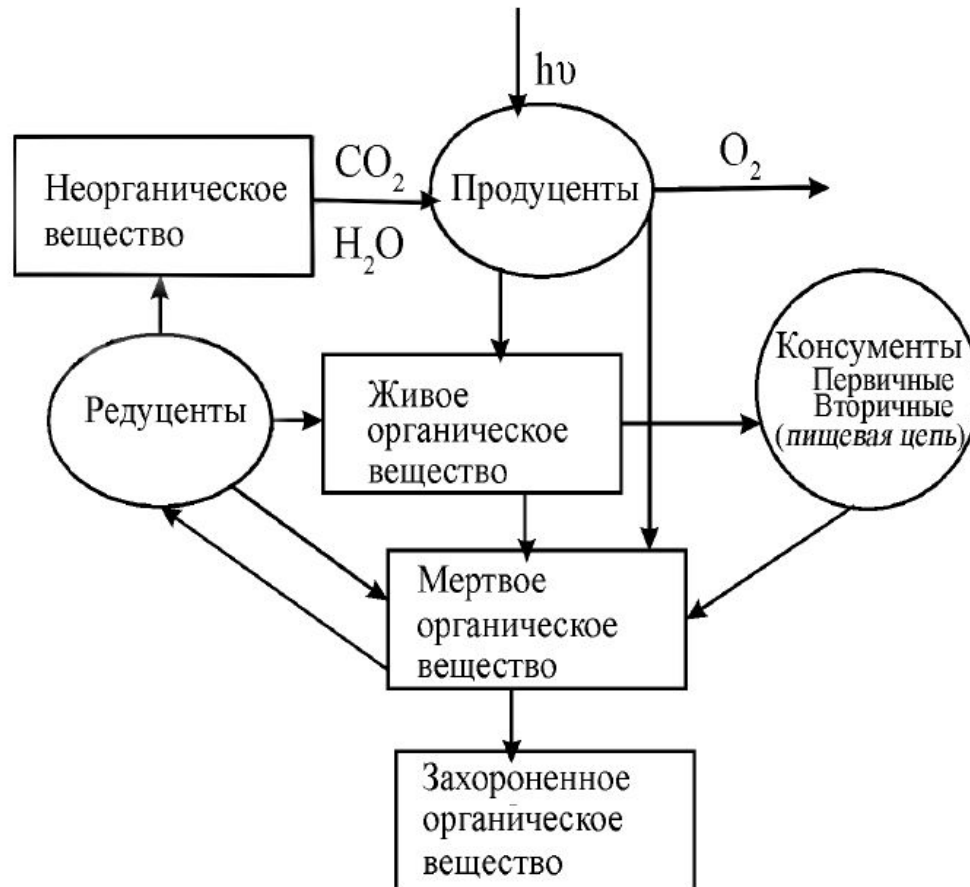 hυ
Неорганическое
вещество
CO₂
H₂O
Продуценты
O₂
Консументы
Первичные
Вторичные
(пищевая цепь)
Редуценты
Живое
органическое
вещество
Мертвое
органическое
вещество
Захороненное
органическое
вещество